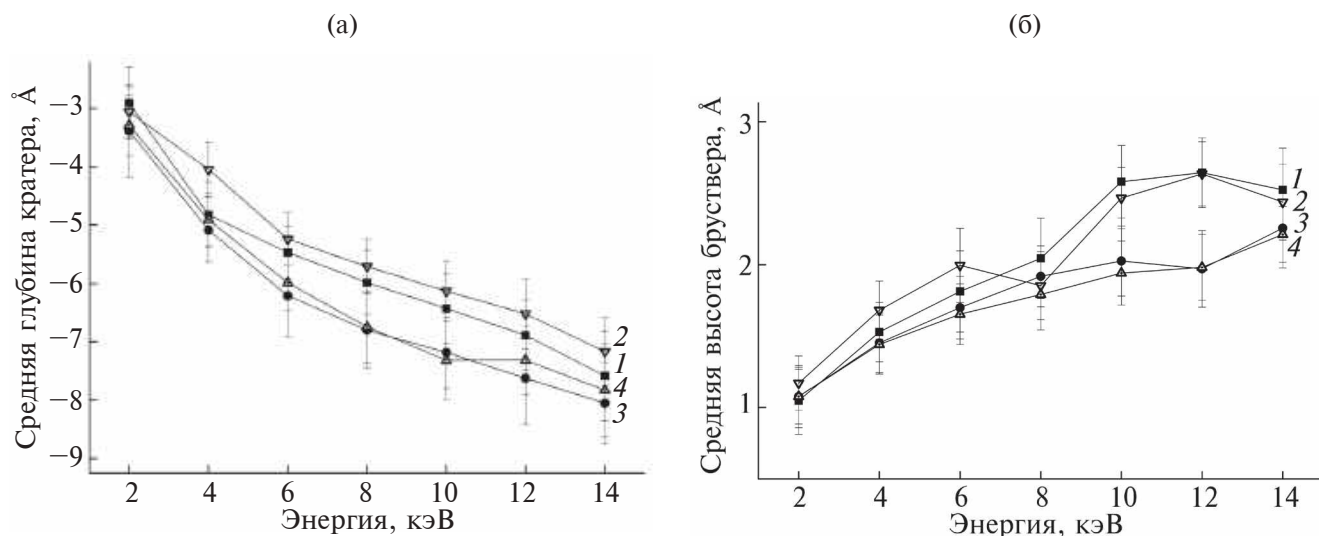 (а)
Средняя глубина кратера, Å
−3
−4
−5
−6
−7
−8
−9
2
1
4
3
2 4 6 8 10 12 14
Энергия, кэВ
(б)
Средняя высота бруствера, Å
3
2
1
1
2
3
4
2 4 6 8 10 12 14
Энергия, кэВ